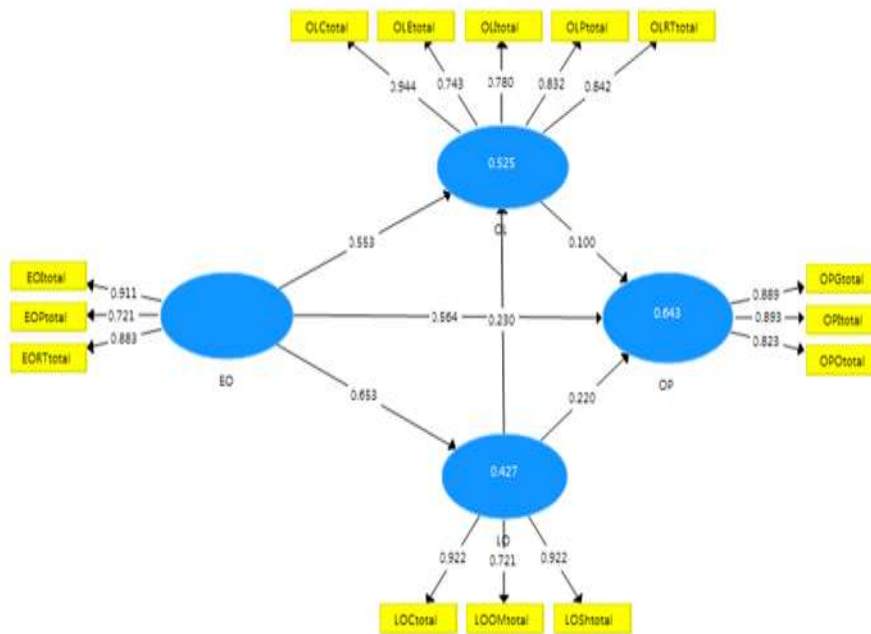 OLCtotal OLEtotal OLItotal OLPtotal OLRTtotal
0.944 0.743 0.780 0.832 0.842
0.525
OL
0.553 0.100
EOItotal
0.911
EOPtotal
0.721
EORTtotal
0.883
EO
0.564 0.230
0.643
OP
OPGtotal
0.889
OPItotal
0.893
OPOtotal
0.823
0.653 0.220
0.427
LO
0.922 0.721 0.922
LOCtotal LOOMtotal LOShtotal